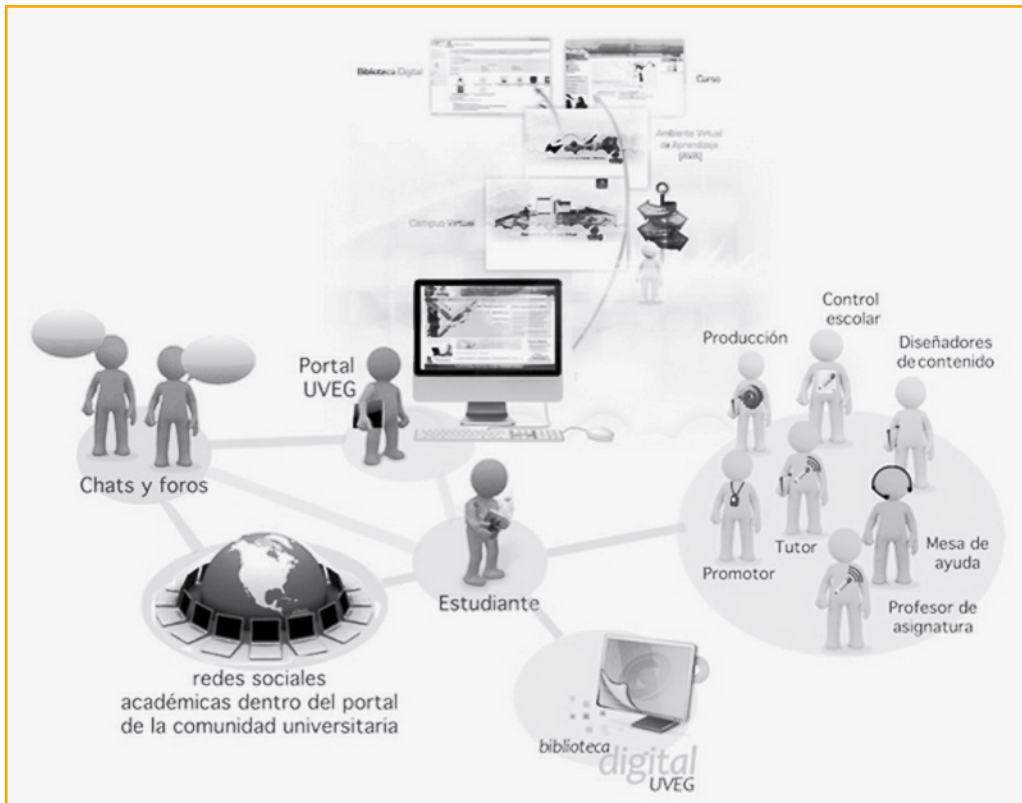 Biblioteca Digital
Curso
Ambiente Virtual
de Aprendizaje
[AVA]
Campus Virtual
Control
escolar
Producción
Diseñadores
de contenido
Portal
UVEG
Chats y foros
Tutor
Mesa de
ayuda
Promotor
Estudiante
Profesor de
asignatura
redes sociales
académicas dentro del portal
de la comunidad universitaria
biblioteca
digital
UVEG